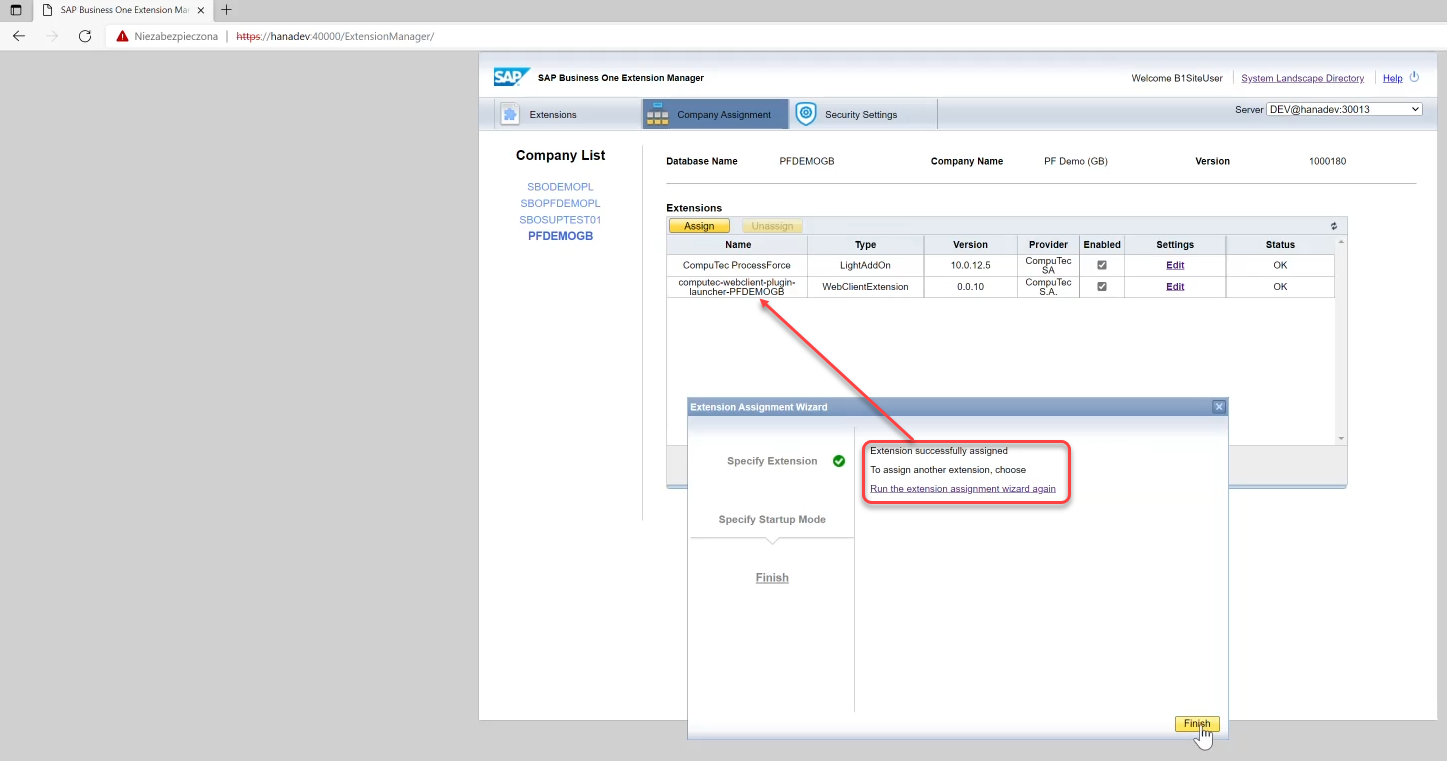 SAP Business One Extension Mar
Niezabezpieczona | https://hanadev:40000/ExtensionManager/
SAP SAP Business One Extension Manager
Welcome B1SiteUser System Landscape Directory Help
Extensions Company Assignment Security Settings
Server DEV@hanadev:30013
Company List
SBODEMOPL
SBOPFDEMOPL
SBOSUPTEST01
PFDEMOGB
Database Name PFDEMOGB Company Name PF Demo (GB) Version 1000180
Extensions
Assign Unassign
Name Type Version Provider Enabled Settings Status
CompuTec ProcessForce LightAddOn 10.0.12.5 CompuTec SA Edit OK
computec-webclient-plugin-launcher-PFDEMOGB WebClientExtension 0.0.10 CompuTec S.A. Edit OK
Extension Assignment Wizard
Specify Extension
Specify Startup Mode
Finish
Extension successfully assigned
To assign another extension, choose
Run the extension assignment wizard again
Finish